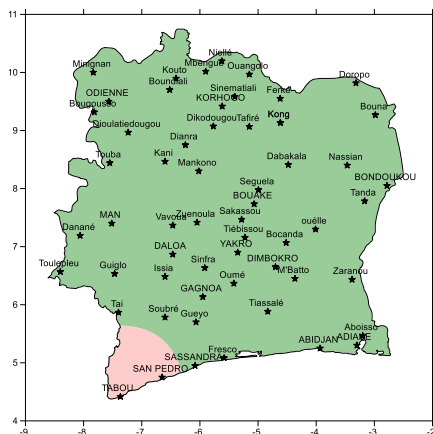 11
Niellé
Minignan
Kouto
Mbengué
Ouangolo
10
Boundiali
Doropo
ODIENNE
Sinematiali
Ferké
KORHOGO
Bougousso
Bouna
Dioulatiedougou
Dikodougou
Tafiré
Kong
9
Dianra
Touba
Kani
Mankono
Dabakala
Nassian
BONDOUKOU
8
Seguela
BOUAKE
Tanda
MAN
Vavoua
Zuenoula
Sakassou
Danané
Tiébissou
Bocanda
ouélle
7
DALOA
YAKRO
Toulepleu
Guiglo
Issia
Sinfra
DIMBOKRO
Oumé
M'Batto
Zaranou
GAGNOA
6
Tai
Soubré
Gueyo
Tiassalé
Aboisso
ABIDJAN
ADIAKE
5
SASSANDRA
Fresco
SAN PEDRO
TABOU
4
-9 -8 -7 -6 -5 -4 -3 -2